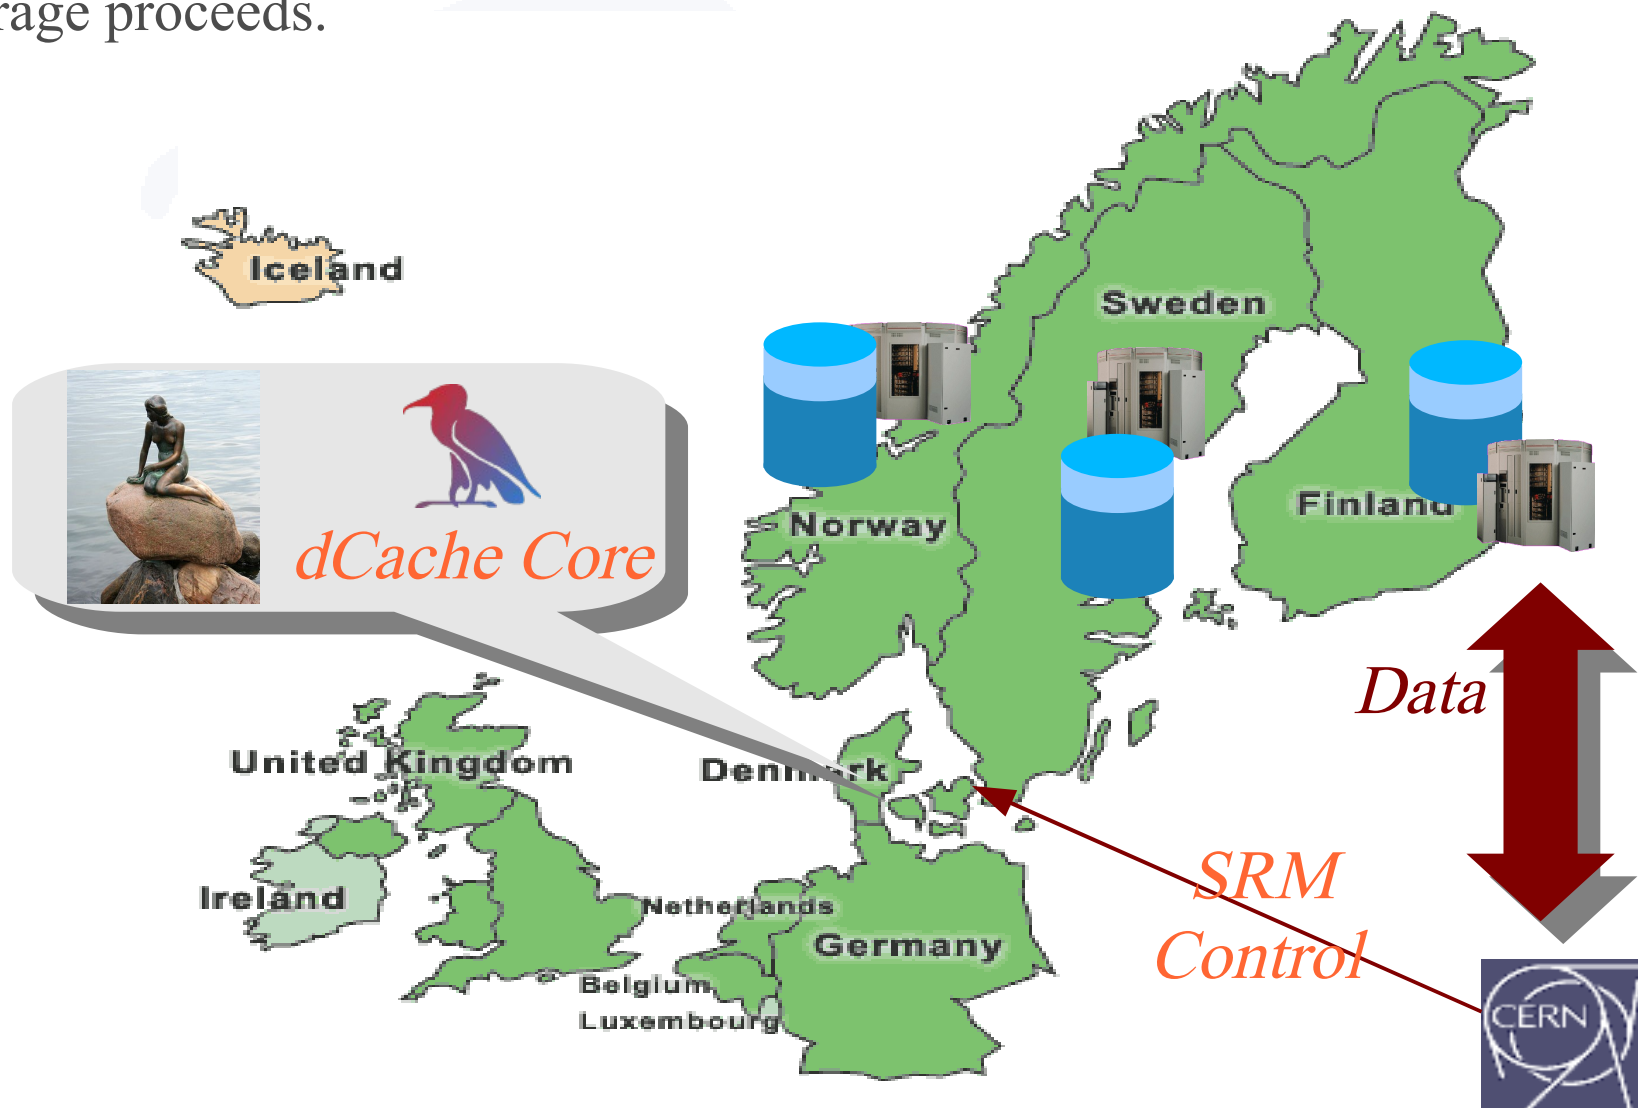 rage proceeds.
Iceland
Sweden
Finland
Norway
dCache Core
Data
United Kingdom
Denmark
SRM
Control
Ireland
Netherlands
Germany
Belgium
Luxembourg
CERN